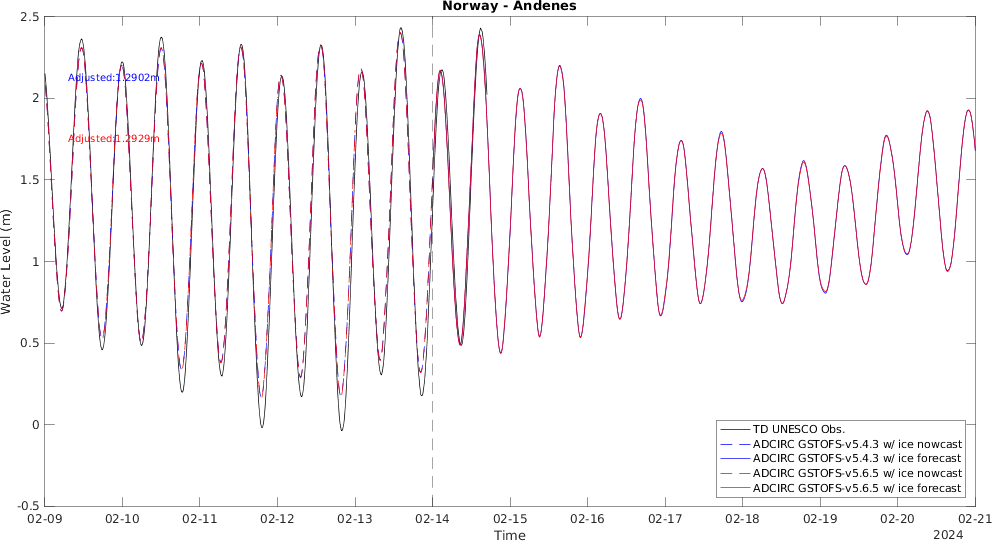 Norway - Andenes
2.5
2
1.5
1
0.5
0
-0.5
Water Level (m)
Adjusted:1.2902m
Adjusted:1.2929m
TD UNESCO Obs.
ADCIRC GSTOFS-v5.4.3 w/ ice nowcast
ADCIRC GSTOFS-v5.4.3 w/ ice forecast
ADCIRC GSTOFS-v5.6.5 w/ ice nowcast
ADCIRC GSTOFS-v5.6.5 w/ ice forecast
02-09 02-10 02-11 02-12 02-13 02-14 02-15 02-16 02-17 02-18 02-19 02-20 02-21
Time
2024